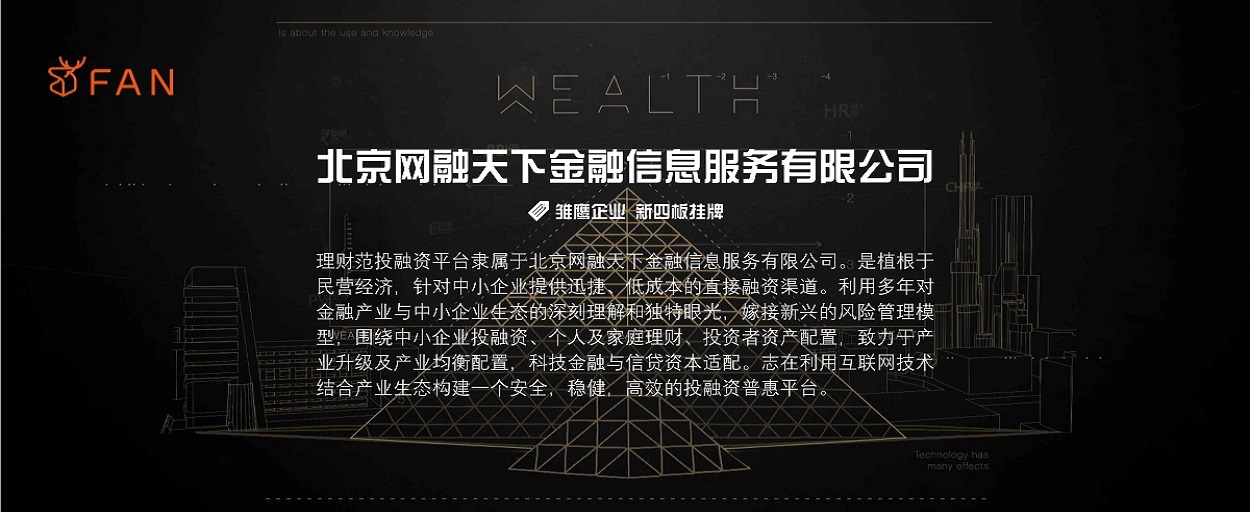 Is about the use and knowledge
FAN
WEALTH
-1 -2 -3 -4
HR
北京网融天下金融信息服务有限公司
雏鹰企业 新四板挂牌
理财范投融资平台隶属于北京网融天下金融信息服务有限公司。是植根于
民营经济，针对中小企业提供迅捷、低成本的直接融资渠道。利用多年对
金融产业与中小企业生态的深刻理解和独特眼光，嫁接新兴的风险管理模
型，围绕中小企业投融资、个人及家庭理财、投资者资产配置，致力于产
业升级及产业均衡配置，科技金融与信贷资本适配。志在利用互联网技术
结合产业生态构建一个安全，稳健，高效的投融资普惠平台。
Technology has
many effects.